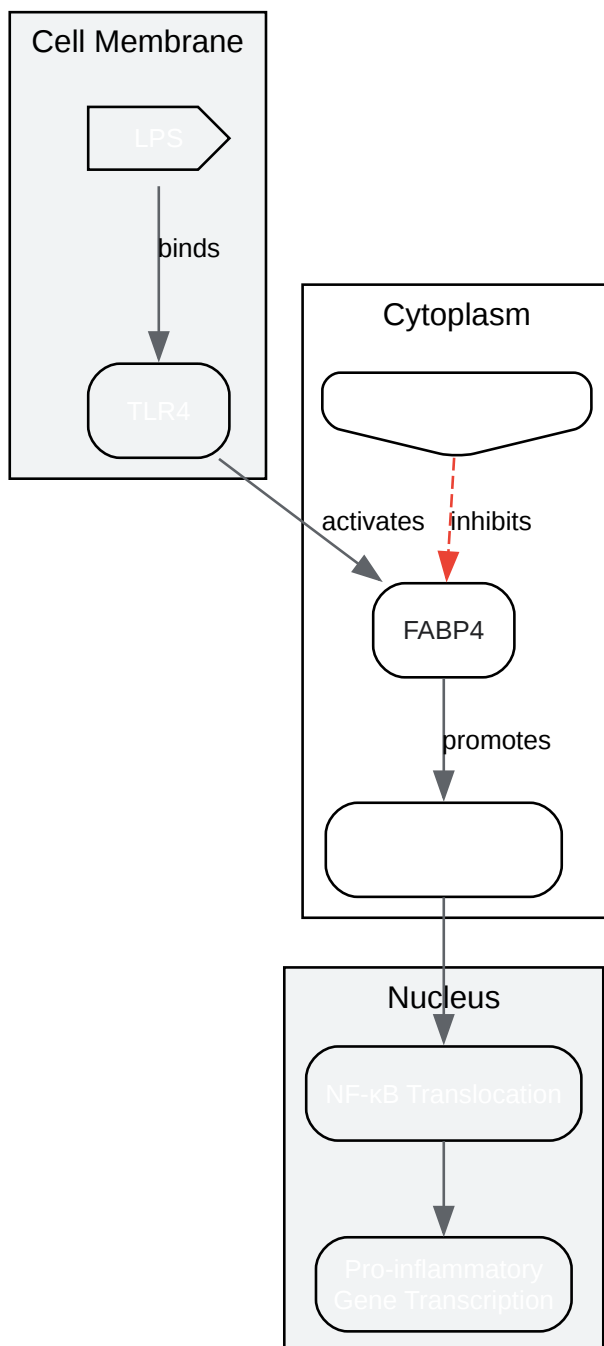 Cell Membrane
LPS
binds
TLR4
Cytoplasm
activates
inhibits
FABP4
promotes
Nucleus
NF-κB Translocation
Pro-inflammatory
Gene Transcription